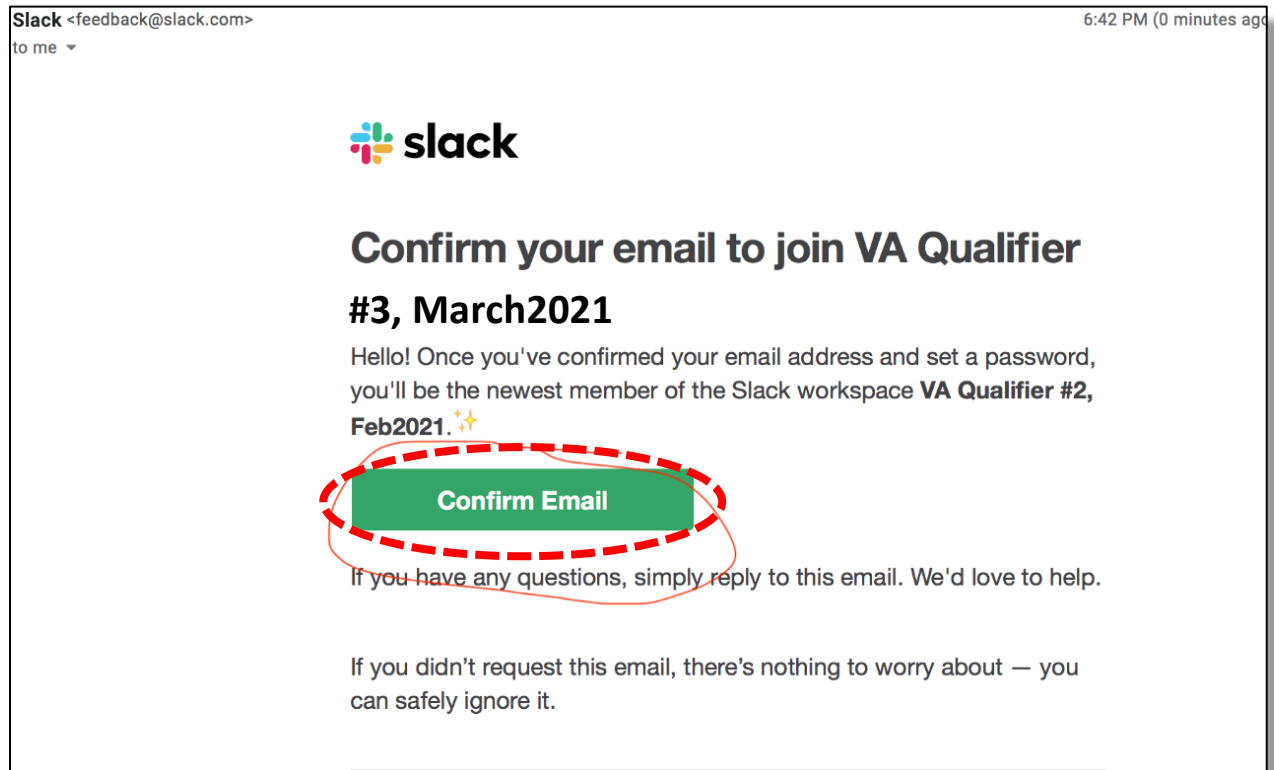 Slack <feedback@slack.com> 6:42 PM (0 minutes ago
to me
slack
Confirm your email to join VA Qualifier
#3, March2021
Hello! Once you've confirmed your email address and set a password,
you'll be the newest member of the Slack workspace VA Qualifier #2,
Feb2021.✨
Confirm Email
If you have any questions, simply reply to this email. We'd love to help.
If you didn’t request this email, there’s nothing to worry about — you
can safely ignore it.